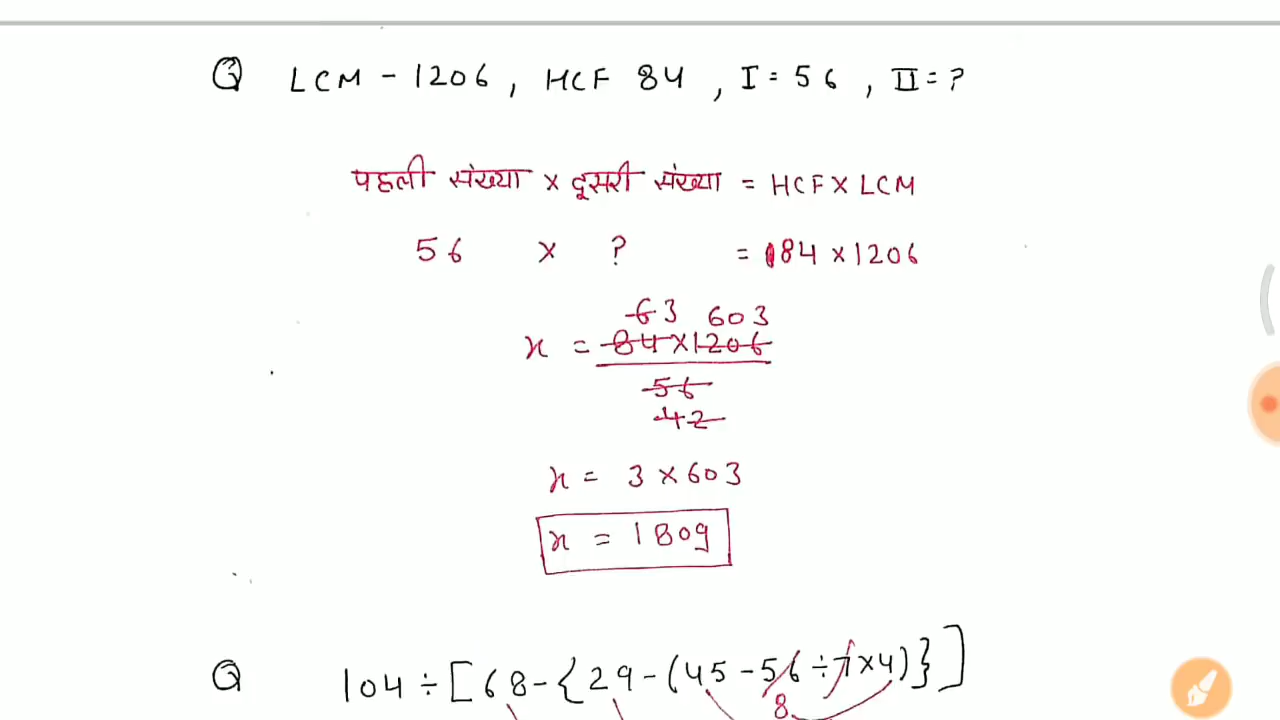 Q LCM - 1206, HCF 84, I = 56, II = ?
पहली संख्या × दूसरी संख्या = HCF × LCM
56 × ? = 84 × 1206
63 603
x = 84 × 1206
56
42
x = 3 × 603
x = 1809
Q 104 ÷ [68 - {29 - (45 - 56 ÷ 7 × 4)}]
8